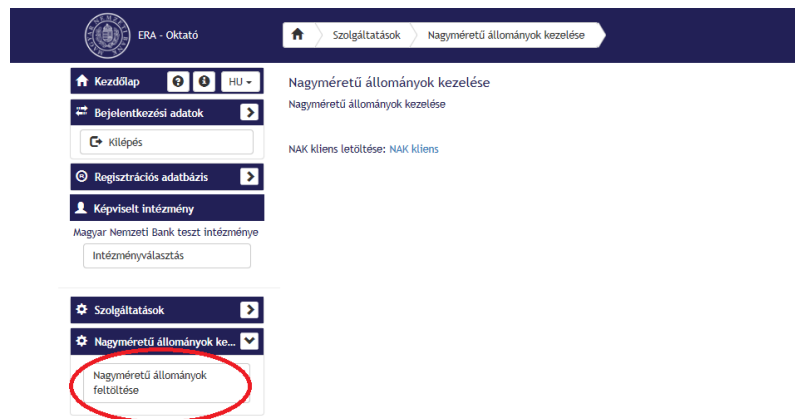 ERA - Oktató
Szolgáltatások
Nagyméretű állományok kezelése
Kezdőlap
HU
Bejelentkezési adatok
Kilépés
Regisztrációs adatbázis
Képviselt intézmény
Magyar Nemzeti Bank teszt intézménye
Intézményválasztás
Szolgáltatások
Nagyméretű állományok ke...
Nagyméretű állományok
feltöltése
Nagyméretű állományok kezelése
Nagyméretű állományok kezelése
NAK kliens letöltése: NAK kliens